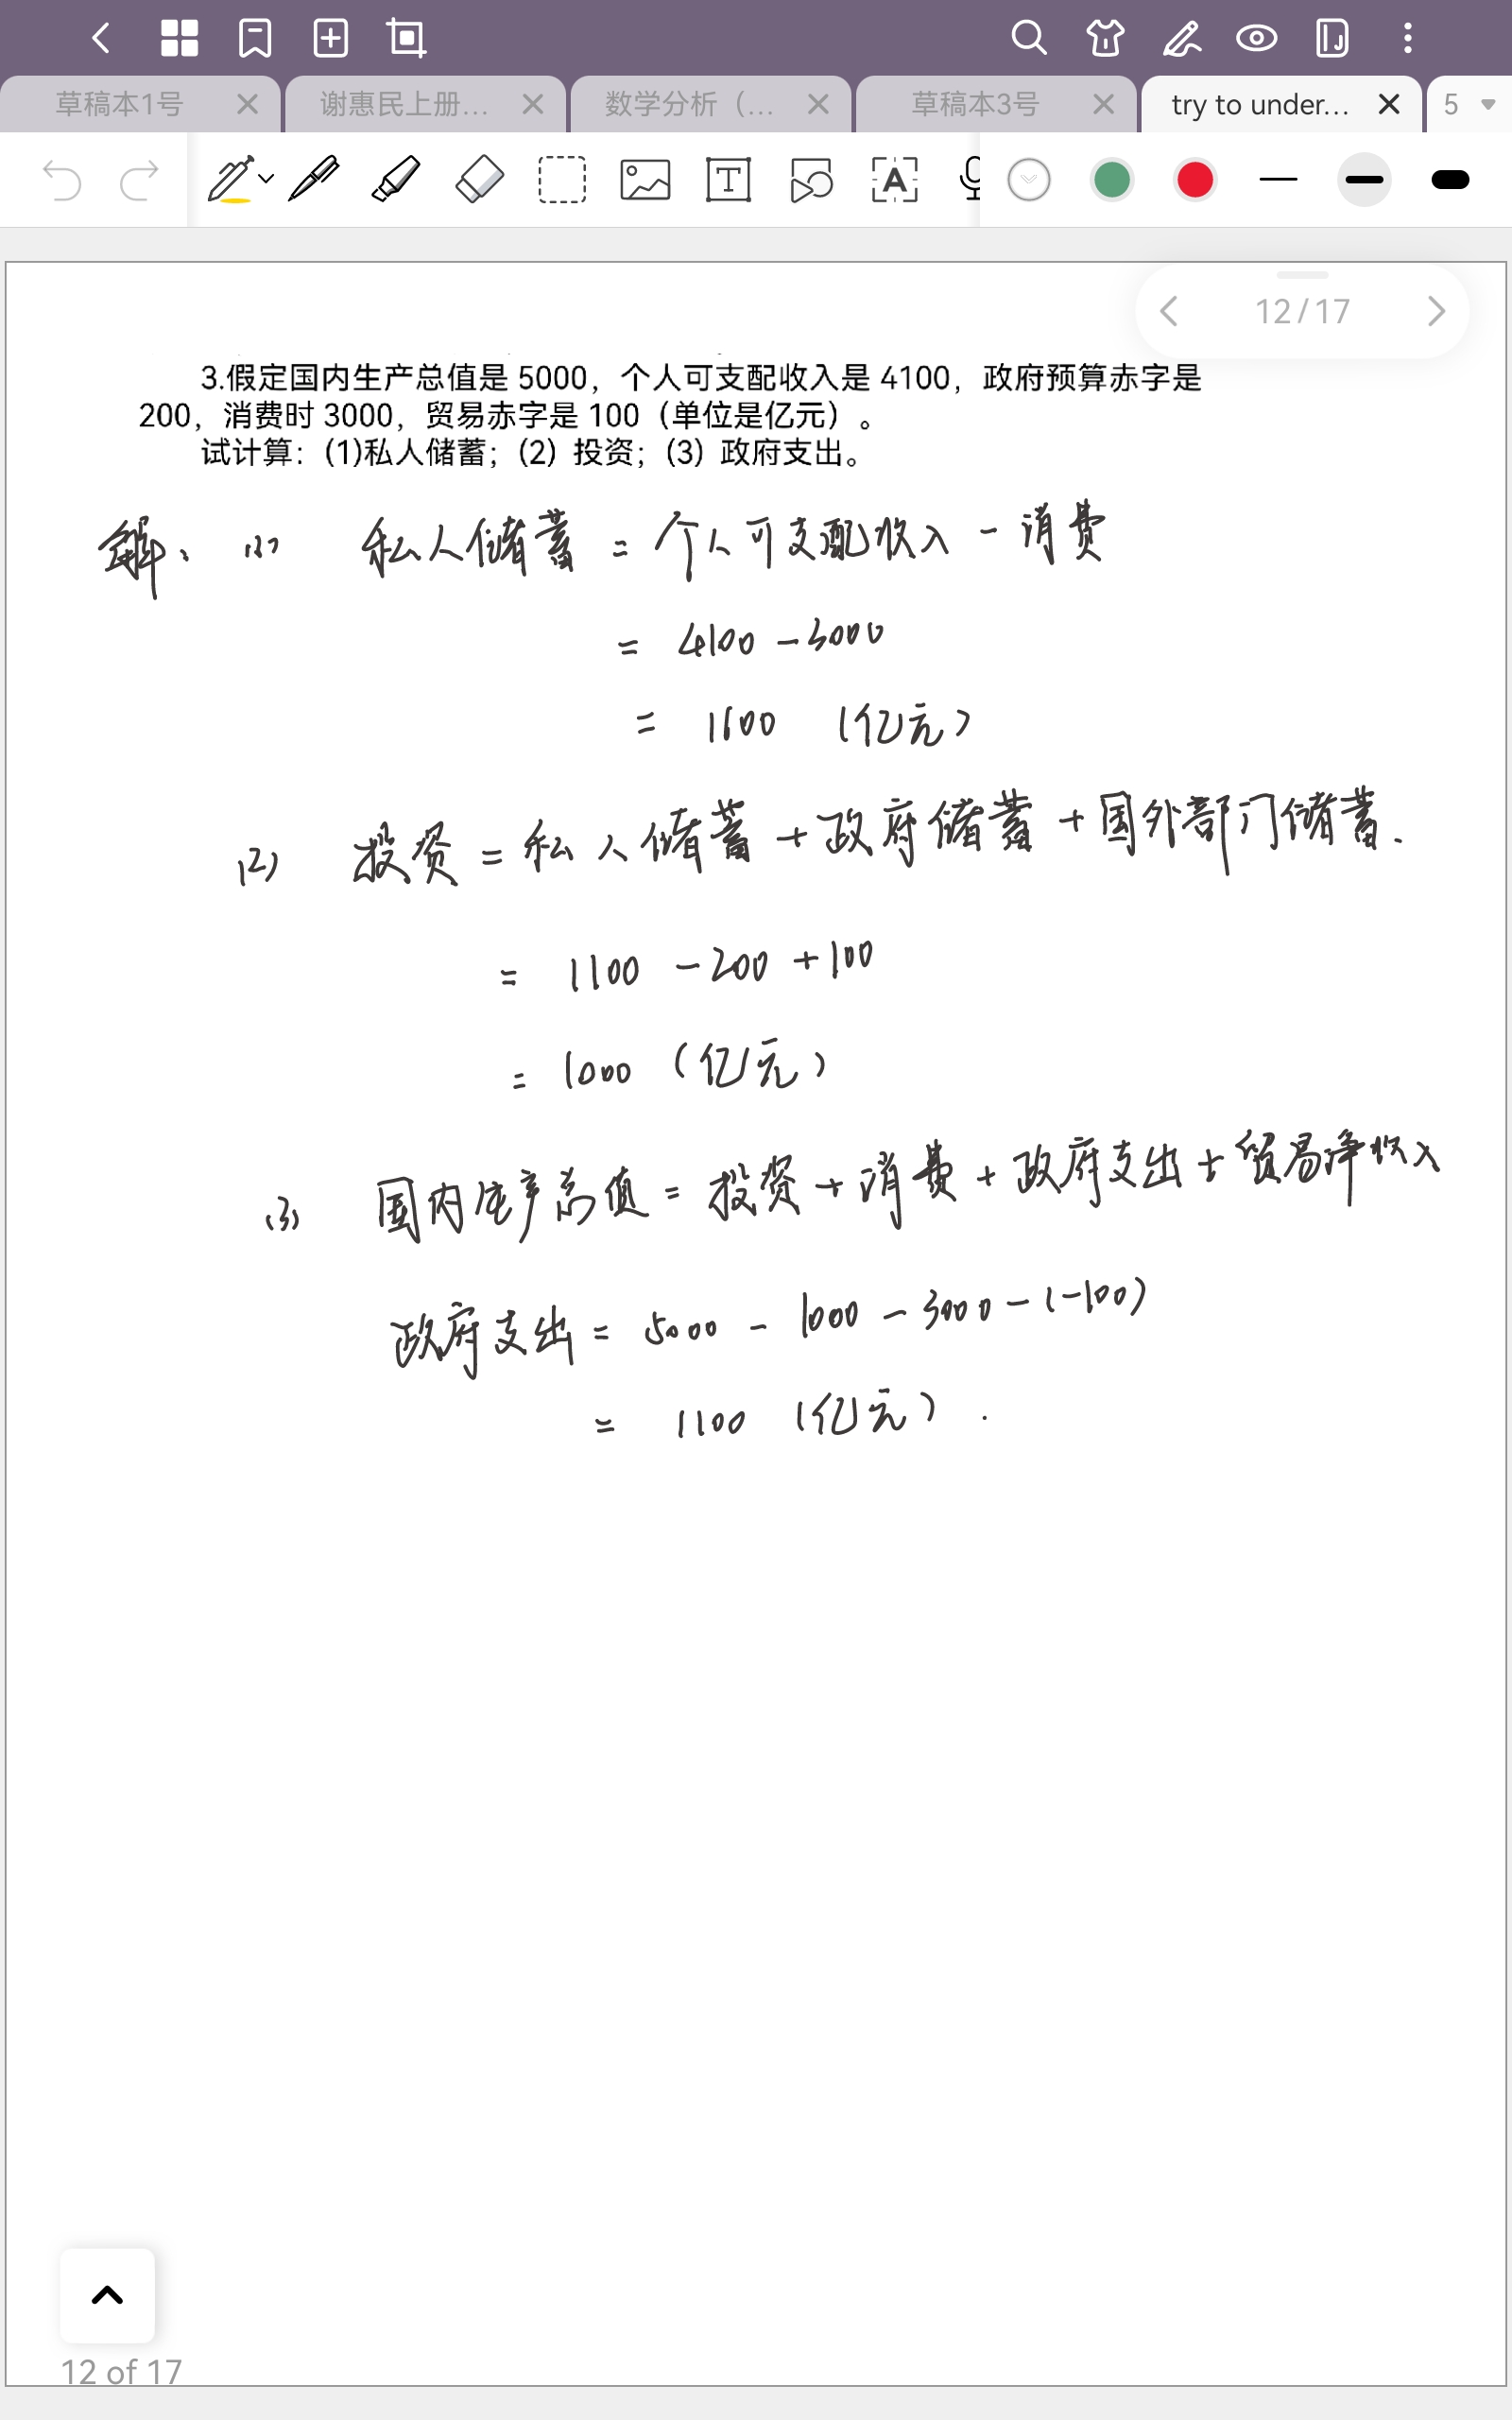 草稿本1号
谢惠民上册...
数学分析（...
草稿本3号
try to under...
5
12/17
3.假定国内生产总值是 5000，个人可支配收入是 4100，政府预算赤字是
200，消费时 3000，贸易赤字是 100（单位是亿元）。
试计算：(1)私人储蓄；(2) 投资；(3) 政府支出。
解、(1) 私人储蓄 = 个人可支配收入 - 消费
= 4100 - 3000
= 1100 (亿元)
(2) 投资 = 私人储蓄 + 政府储蓄 + 国外部门储蓄.
= 1100 - 200 + 100
= 1000 (亿元)
(3) 国内生产总值 = 投资 + 消费 + 政府支出 + 贸易净收入
政府支出 = 5000 - 1000 - 3000 - (-100)
= 1100 (亿元).
12 of 17